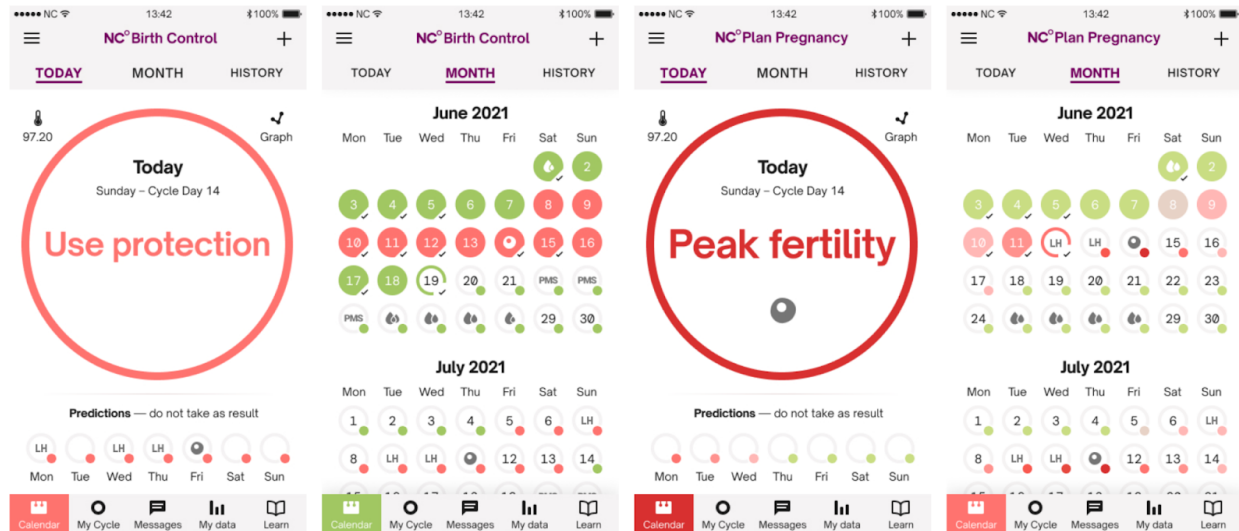 NC 13:42 100%
NC° Birth Control
TODAY MONTH HISTORY
97.20
Graph
Today
Sunday – Cycle Day 14
Use protection
Predictions — do not take as result
LH LH LH
Mon Tue Wed Thu Fri Sat Sun
Calendar My Cycle Messages My data Learn
NC 13:42 100%
NC° Birth Control
TODAY MONTH HISTORY
June 2021
Mon Tue Wed Thu Fri Sat Sun
2
3 4 5 6 7 8 9
10 11 12 13 15 16
17 18 19 20 21 PMS PMS
PMS 29 30
July 2021
Mon Tue Wed Thu Fri Sat Sun
1 2 3 4 5 6 LH
8 LH LH 12 13 14
Calendar My Cycle Messages My data Learn
NC 13:42 100%
NC° Plan Pregnancy
TODAY MONTH HISTORY
97.20
Graph
Today
Sunday – Cycle Day 14
Peak fertility
Predictions — do not take as result
Mon Tue Wed Thu Fri Sat Sun
Calendar My Cycle Messages My data Learn
NC 13:42 100%
NC° Plan Pregnancy
TODAY MONTH HISTORY
June 2021
Mon Tue Wed Thu Fri Sat Sun
2
3 4 5 6 7 8 9
10 11 LH LH 15 16
17 18 19 20 21 22 23
24 29 30
July 2021
Mon Tue Wed Thu Fri Sat Sun
1 2 3 4 5 6 LH
8 LH LH 12 13 14
Calendar My Cycle Messages My data Learn